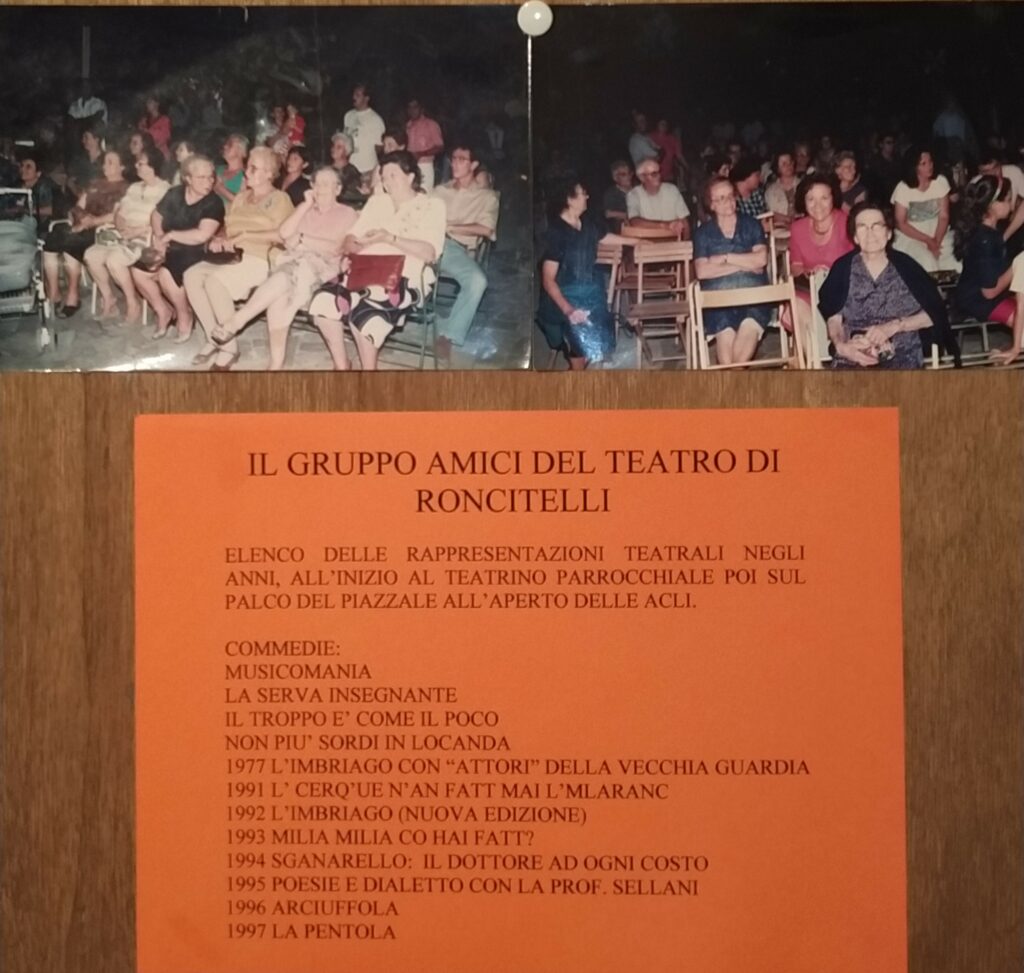 IL GRUPPO AMICI DEL TEATRO DI
RONCITELLI
ELENCO DELLE RAPPRESENTAZIONI TEATRALI NEGLI
ANNI, ALL'INIZIO AL TEATRINO PARROCCHIALE POI SUL
PALCO DEL PIAZZALE ALL'APERTO DELLE ACLI.
COMMEDIE:
MUSICOMANIA
LA SERVA INSEGNANTE
IL TROPPO E' COME IL POCO
NON PIU' SORDI IN LOCANDA
1977 L'IMBRIAGO CON “ATTORI” DELLA VECCHIA GUARDIA
1991 L' CERQ'UE N'AN FATT MAI L'MLARANC
1992 L'IMBRIAGO (NUOVA EDIZIONE)
1993 MILIA MILIA CO HAI FATT?
1994 SGANARELLO: IL DOTTORE AD OGNI COSTO
1995 POESIE E DIALETTO CON LA PROF. SELLANI
1996 ARCIUFFOLA
1997 LA PENTOLA